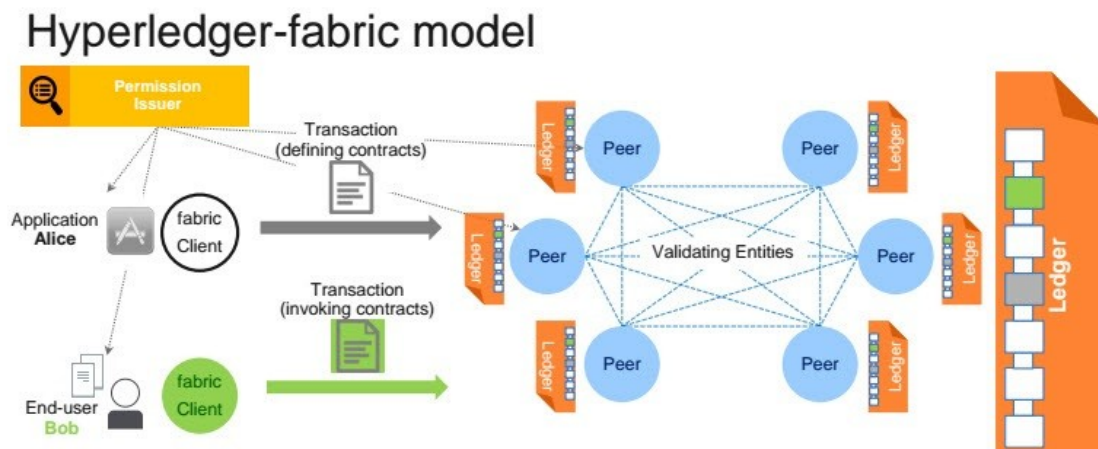 Hyperledger-fabric model
Permission
Issuer
Transaction
(defining contracts)
Application
Alice
fabric
Client
Transaction
(invoking contracts)
End-user
Bob
fabric
Client
Ledger
Peer
Peer
Ledger
Ledger
Peer
Validating Entities
Peer
Ledger
Ledger
Peer
Peer
Ledger
Ledger